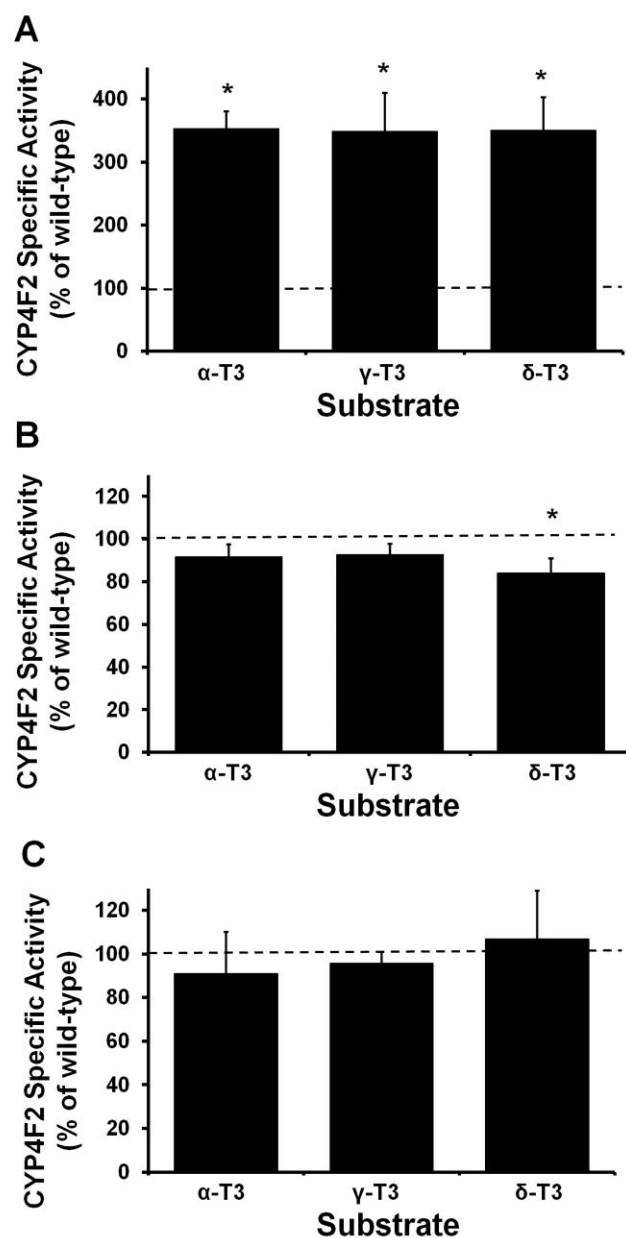 A
CYP4F2 Specific Activity
(% of wild-type)
400
300
200
100
0
* * *
α-T3 γ-T3 δ-T3
Substrate
B
CYP4F2 Specific Activity
(% of wild-type)
120
100
80
60
40
20
0
*
α-T3 γ-T3 δ-T3
Substrate
C
CYP4F2 Specific Activity
(% of wild-type)
120
100
80
60
40
20
0
α-T3 γ-T3 δ-T3
Substrate